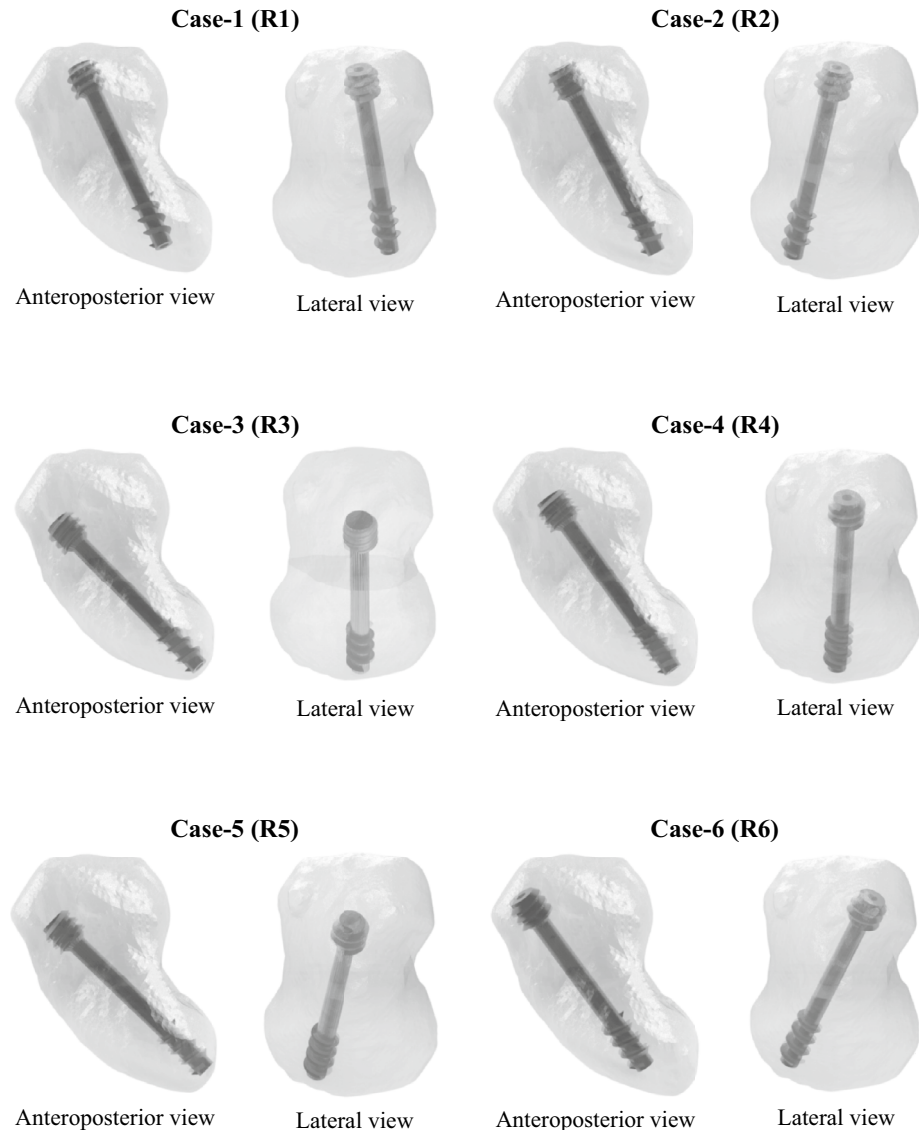 Case-1 (R1)
Case-2 (R2)
Anteroposterior view
Lateral view
Anteroposterior view
Lateral view
Case-3 (R3)
Case-4 (R4)
Anteroposterior view
Lateral view
Anteroposterior view
Lateral view
Case-5 (R5)
Case-6 (R6)
Anteroposterior view
Lateral view
Anteroposterior view
Lateral view